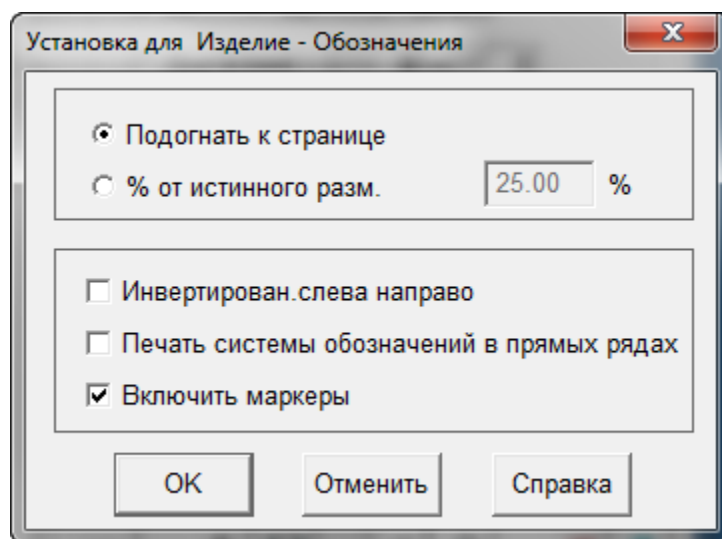 Установка для Изделие - Обозначения
Подогнать к странице
% от истинного разм. 25.00 %
Инвертирован.слева направо
Печать системы обозначений в прямых рядах
Включить маркеры
OK Отменить Справка